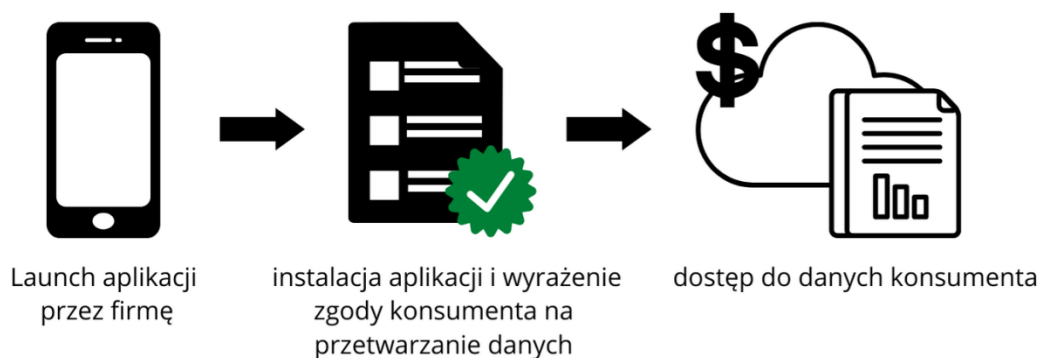 $
Launch aplikacji
przez firmę
instalacja aplikacji i wyrażenie
zgody konsumenta na
przetwarzanie danych
dostęp do danych konsumenta